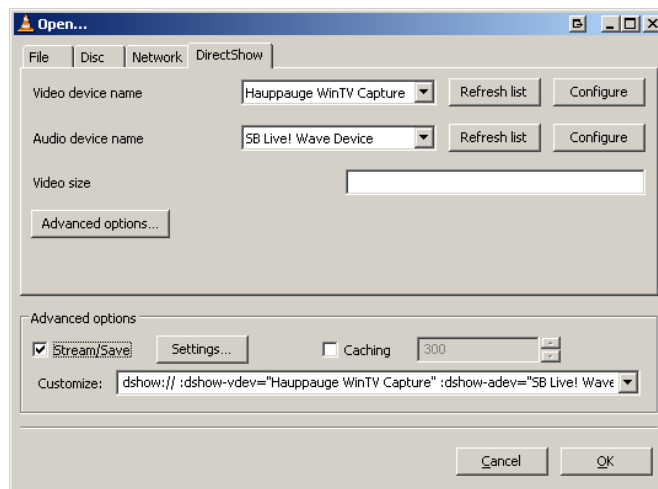 Open...
File Disc Network DirectShow
Video device name Hauppauge WinTV Capture Refresh list Configure
Audio device name SB Live! Wave Device Refresh list Configure
Video size
Advanced options...
Advanced options
Stream/Save Settings... Caching 300
Customize: dshow:// :dshow-vdev="Hauppauge WinTV Capture" :dshow-adev="SB Live! Wave
Cancel OK